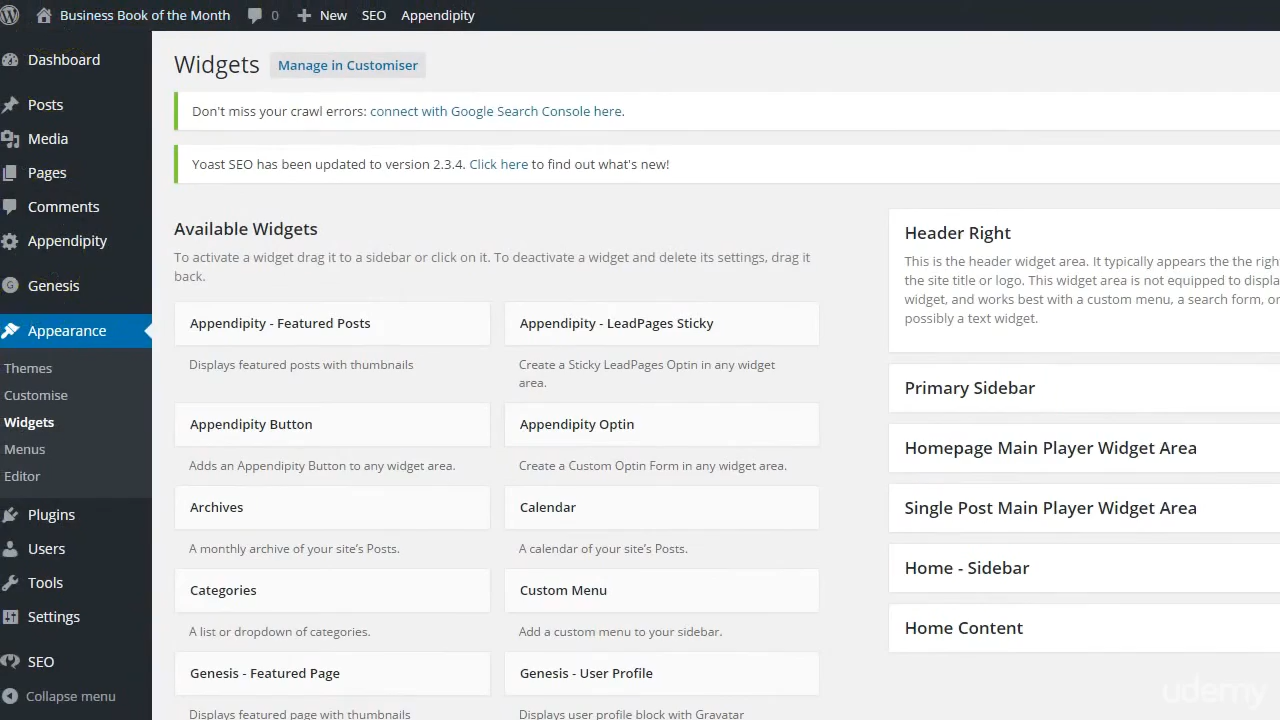 Business Book of the Month 0 New SEO Appendipity
Dashboard
Posts
Media
Pages
Comments
Appendipity
Genesis
Appearance
Themes
Customise
Widgets
Menus
Editor
Plugins
Users
Tools
Settings
SEO
Collapse menu
Widgets Manage in Customiser
Don't miss your crawl errors: connect with Google Search Console here.
Yoast SEO has been updated to version 2.3.4. Click here to find out what's new!
Available Widgets
To activate a widget drag it to a sidebar or click on it. To deactivate a widget and delete its settings, drag it
back.
Appendipity - Featured Posts
Displays featured posts with thumbnails
Appendipity - LeadPages Sticky
Create a Sticky LeadPages Optin in any widget
area.
Appendipity Button
Adds an Appendipity Button to any widget area.
Appendipity Optin
Create a Custom Optin Form in any widget area.
Archives
A monthly archive of your site's Posts.
Calendar
A calendar of your site's Posts.
Categories
A list or dropdown of categories.
Custom Menu
Add a custom menu to your sidebar.
Genesis - Featured Page
Displays featured page with thumbnails
Genesis - User Profile
Displays user profile block with Gravatar
Header Right
This is the header widget area. It typically appears the the right
the site title or logo. This widget area is not equipped to displa
widget, and works best with a custom menu, a search form, or
possibly a text widget.
Primary Sidebar
Homepage Main Player Widget Area
Single Post Main Player Widget Area
Home - Sidebar
Home Content
udemy